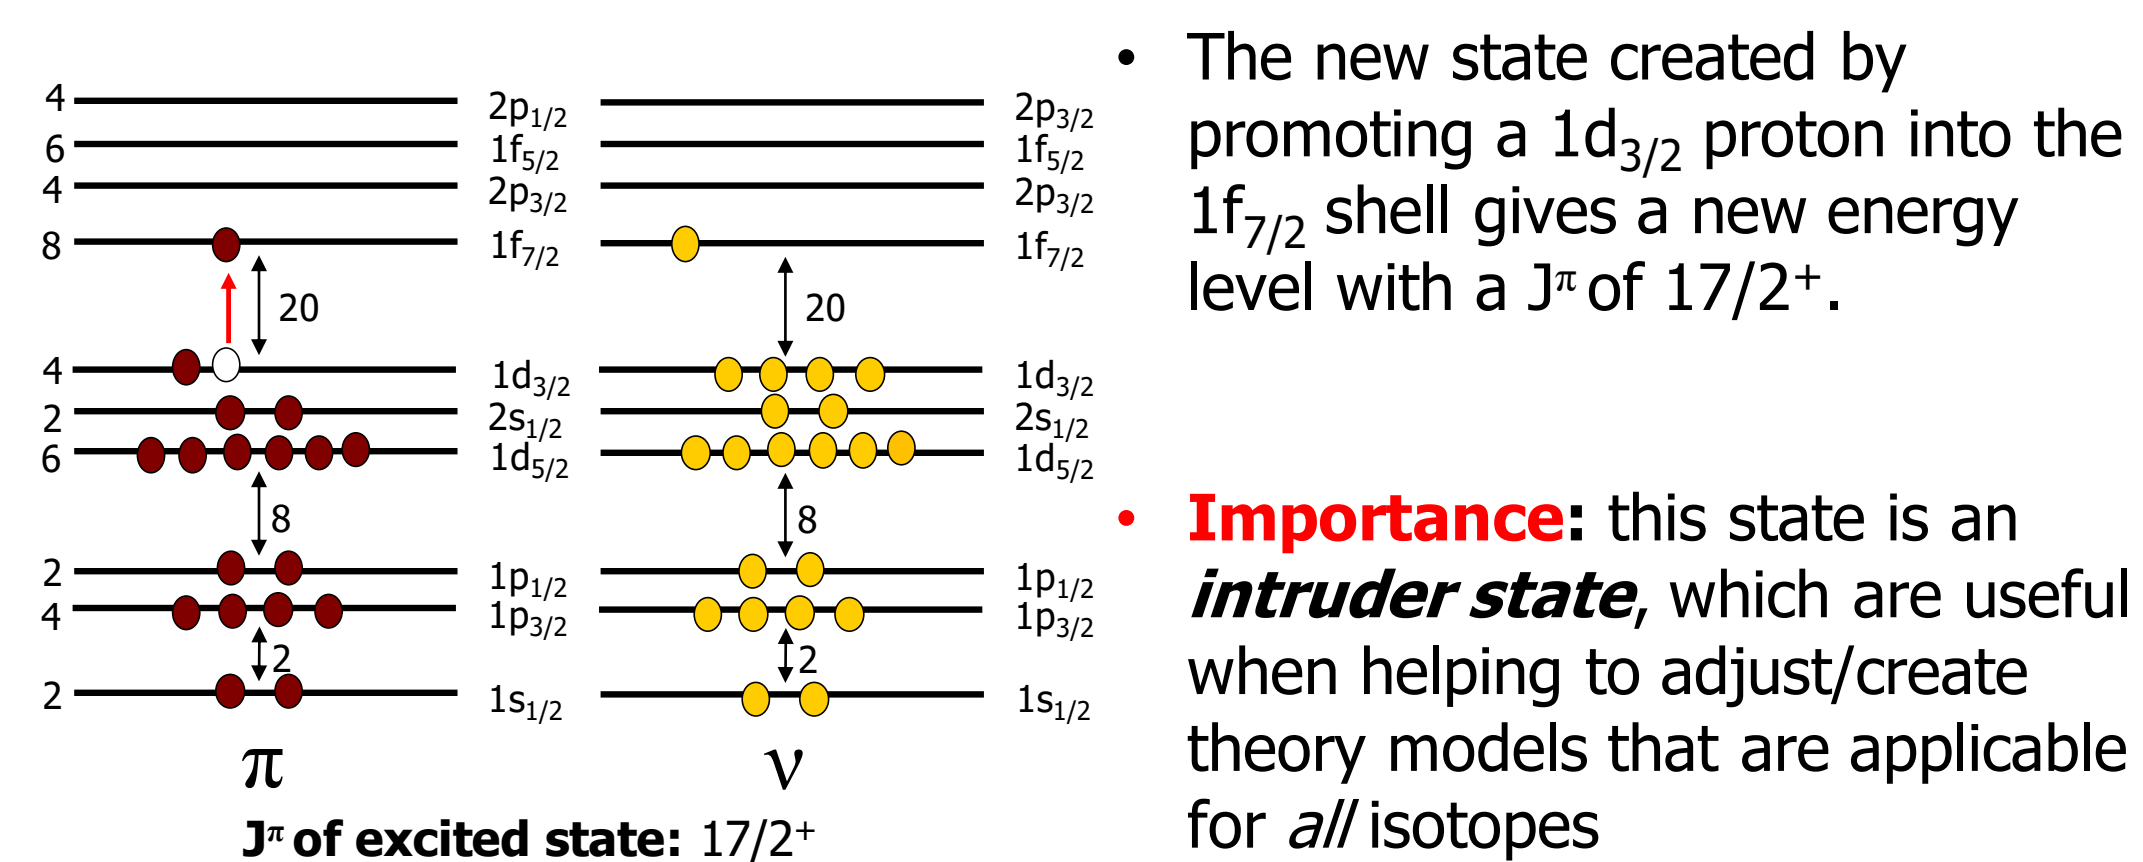 4 2p1/2 2p3/2
6 1f5/2 1f5/2
4 2p3/2 2p3/2
8 1f7/2 1f7/2
20 20
4 1d3/2 1d3/2
2 2s1/2 2s1/2
6 1d5/2 1d5/2
8 8
2 1p1/2 1p1/2
4 1p3/2 1p3/2
2 2
2 1s1/2 1s1/2
π ν
Jπ of excited state: 17/2+
• The new state created by
promoting a 1d3/2 proton into the
1f7/2 shell gives a new energy
level with a Jπ of 17/2+.
• Importance: this state is an
intruder state, which are useful
when helping to adjust/create
theory models that are applicable
for all isotopes